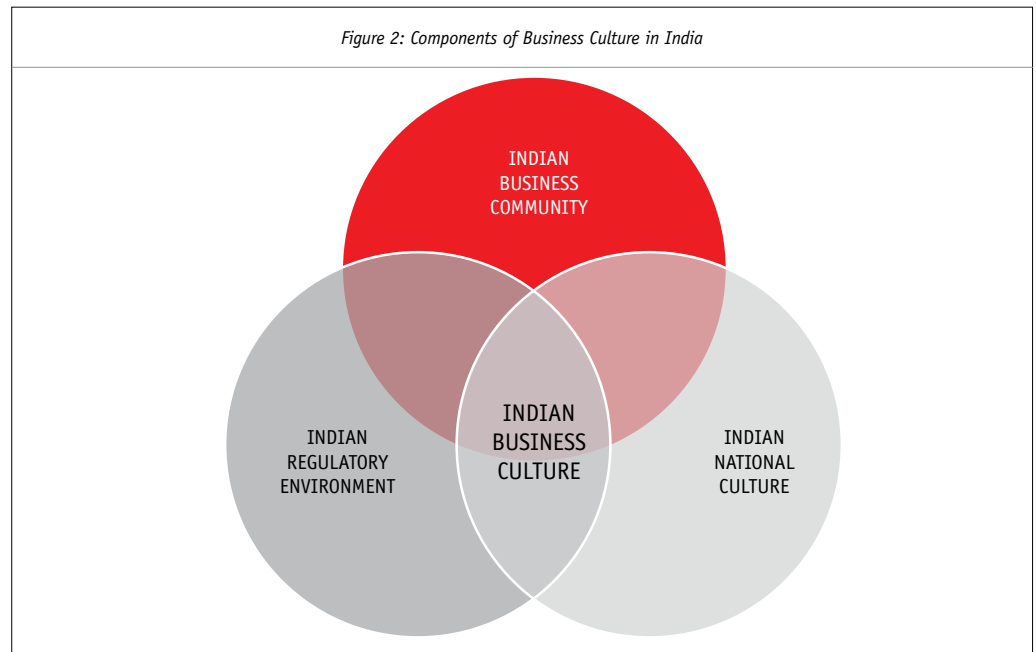 Figure 2: Components of Business Culture in India
INDIAN
BUSINESS
COMMUNITY
INDIAN
REGULATORY
ENVIRONMENT
INDIAN
BUSINESS
CULTURE
INDIAN
NATIONAL
CULTURE